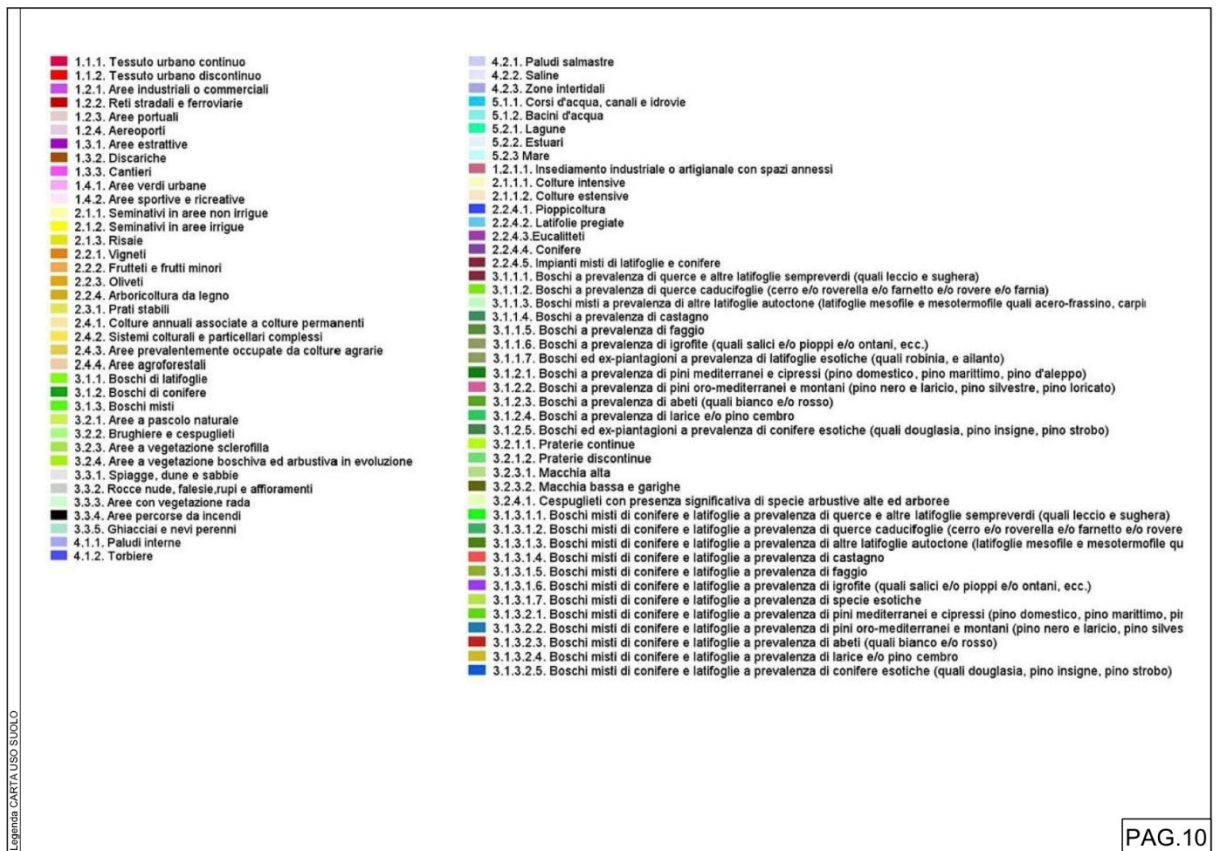 1.1.1. Tessuto urbano continuo
1.1.2. Tessuto urbano discontinuo
1.2.1. Aree industriali o commerciali
1.2.2. Reti stradali e ferroviarie
1.2.3. Aree portuali
1.2.4. Aereoporti
1.3.1. Aree estrattive
1.3.2. Discariche
1.3.3. Cantieri
1.4.1. Aree verdi urbane
1.4.2. Aree sportive e ricreative
2.1.1. Seminativi in aree non irrigue
2.1.2. Seminativi in aree irrigue
2.1.3. Risaie
2.2.1. Vigneti
2.2.2. Frutteti e frutti minori
2.2.3. Oliveti
2.2.4. Arboricoltura da legno
2.3.1. Prati stabili
2.4.1. Colture annuali associate a colture permanenti
2.4.2. Sistemi colturali e particellari complessi
2.4.3. Aree prevalentemente occupate da colture agrarie
2.4.4. Aree agroforestali
3.1.1. Boschi di latifoglie
3.1.2. Boschi di conifere
3.1.3. Boschi misti
3.2.1. Aree a pascolo naturale
3.2.2. Brughiere e cespuglieti
3.2.3. Aree a vegetazione sclerofilla
3.2.4. Aree a vegetazione boschiva ed arbustiva in evoluzione
3.3.1. Spiagge, dune e sabbie
3.3.2. Rocce nude, falesie,rupi e affioramenti
3.3.3. Aree con vegetazione rada
3.3.4. Aree percorse da incendi
3.3.5. Ghiacciai e nevi perenni
4.1.1. Paludi interne
4.1.2. Torbiere
4.2.1. Paludi salmastre
4.2.2. Saline
4.2.3. Zone intertidali
5.1.1. Corsi d'acqua, canali e idrovie
5.1.2. Bacini d'acqua
5.2.1. Lagune
5.2.2. Estuari
5.2.3 Mare
1.2.1.1. Insediamento industriale o artigianale con spazi annessi
2.1.1.1. Colture intensive
2.1.1.2. Colture estensive
2.2.4.1. Pioppicoltura
2.2.4.2. Latifolie pregiate
2.2.4.3.Eucalitteti
2.2.4.4. Conifere
2.2.4.5. Impianti misti di latifoglie e conifere
3.1.1.1. Boschi a prevalenza di querce e altre latifoglie sempreverdi (quali leccio e sughera)
3.1.1.2. Boschi a prevalenza di querce caducifoglie (cerro e/o roverella e/o farnetto e/o rovere e/o farnia)
3.1.1.3. Boschi misti a prevalenza di altre latifoglie autoctone (latifoglie mesofile e mesotermofile quali acero-frassino, carpi
3.1.1.4. Boschi a prevalenza di castagno
3.1.1.5. Boschi a prevalenza di faggio
3.1.1.6. Boschi a prevalenza di igrofite (quali salici e/o pioppi e/o ontani, ecc.)
3.1.1.7. Boschi ed ex-piantagioni a prevalenza di latifoglie esotiche (quali robinia, e ailanto)
3.1.2.1. Boschi a prevalenza di pini mediterranei e cipressi (pino domestico, pino marittimo, pino d'aleppo)
3.1.2.2. Boschi a prevalenza di pini oro-mediterranei e montani (pino nero e laricio, pino silvestre, pino loricato)
3.1.2.3. Boschi a prevalenza di abeti (quali bianco e/o rosso)
3.1.2.4. Boschi a prevalenza di larice e/o pino cembro
3.1.2.5. Boschi ed ex-piantagioni a prevalenza di conifere esotiche (quali douglasia, pino insigne, pino strobo)
3.2.1.1. Praterie continue
3.2.1.2. Praterie discontinue
3.2.3.1. Macchia alta
3.2.3.2. Macchia bassa e garighe
3.2.4.1. Cespuglieti con presenza significativa di specie arbustive alte ed arboree
3.1.3.1.1. Boschi misti di conifere e latifoglie a prevalenza di querce e altre latifoglie sempreverdi (quali leccio e sughera)
3.1.3.1.2. Boschi misti di conifere e latifoglie a prevalenza di querce caducifoglie (cerro e/o roverella e/o farnetto e/o rovere
3.1.3.1.3. Boschi misti di conifere e latifoglie a prevalenza di altre latifoglie autoctone (latifoglie mesofile e mesotermofile qu
3.1.3.1.4. Boschi misti di conifere e latifoglie a prevalenza di castagno
3.1.3.1.5. Boschi misti di conifere e latifoglie a prevalenza di faggio
3.1.3.1.6. Boschi misti di conifere e latifoglie a prevalenza di igrofite (quali salici e/o pioppi e/o ontani, ecc.)
3.1.3.1.7. Boschi misti di conifere e latifoglie a prevalenza di specie esotiche
3.1.3.2.1. Boschi misti di conifere e latifoglie a prevalenza di pini mediterranei e cipressi (pino domestico, pino marittimo, pir
3.1.3.2.2. Boschi misti di conifere e latifoglie a prevalenza di pini oro-mediterranei e montani (pino nero e laricio, pino silves
3.1.3.2.3. Boschi misti di conifere e latifoglie a prevalenza di abeti (quali bianco e/o rosso)
3.1.3.2.4. Boschi misti di conifere e latifoglie a prevalenza di larice e/o pino cembro
3.1.3.2.5. Boschi misti di conifere e latifoglie a prevalenza di conifere esotiche (quali douglasia, pino insigne, pino strobo)
Legenda CARTA USO SUOLO
PAG.10